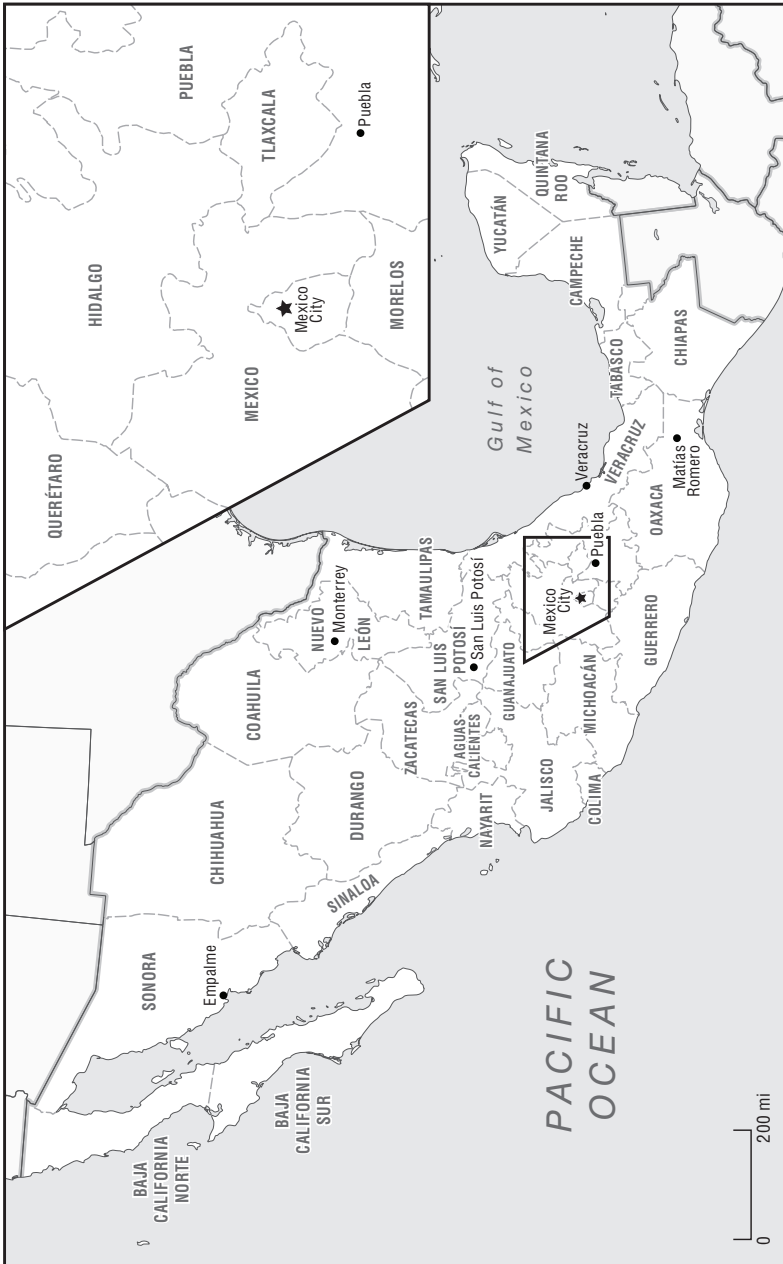 BAJA
CALIFORNIA
NORTE
BAJA
CALIFORNIA
SUR
SONORA
Empalme
CHIHUAHUA
SINALOA
DURANGO
COAHUILA
NUEVO
LEÓN
Monterrey
ZACATECAS
SAN LUIS
POTOSÍ
San Luis Potosí
TAMAULIPAS
AGUAS-
CALIENTES
NAYARIT
GUANAJUATO
JALISCO
COLIMA
MICHOACÁN
Mexico
City
Puebla
GUERRERO
Veracruz
VERACRUZ
OAXACA
Matías
Romero
TABASCO
CHIAPAS
CAMPECHE
YUCATÁN
QUINTANA
ROO
Gulf of
Mexico
PACIFIC
OCEAN
0
200 mi
QUERÉTARO
HIDALGO
PUEBLA
MEXICO
Mexico
City
TLAXCALA
Puebla
MORELOS